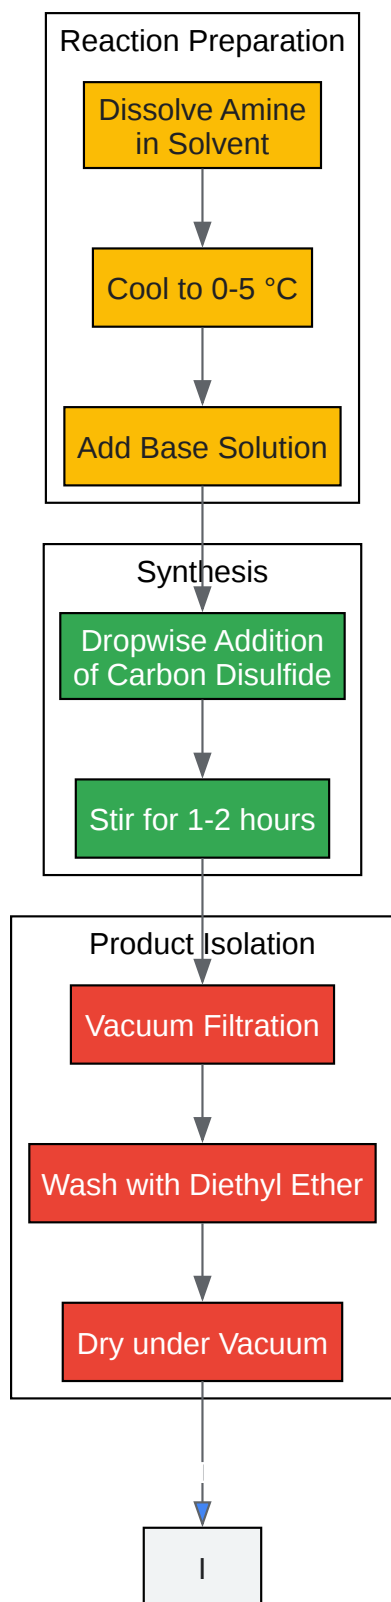 Reaction Preparation
Dissolve Amine
in Solvent
Cool to 0-5 °C
Add Base Solution
Synthesis
Dropwise Addition
of Carbon Disulfide
Stir for 1-2 hours
Product Isolation
Vacuum Filtration
Wash with Diethyl Ether
Dry under Vacuum
I